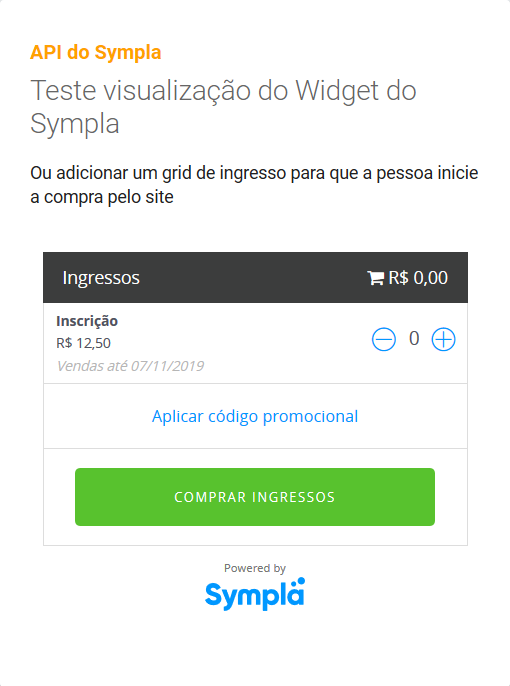 API do Sympla
Teste visualização do Widget do
Sympla
Ou adicionar um grid de ingresso para que a pessoa inicie
a compra pelo site
Ingressos R$ 0,00
Inscrição
R$ 12,50
Vendas até 07/11/2019
0
Aplicar código promocional
COMPRAR INGRESSOS
Powered by
Sympla